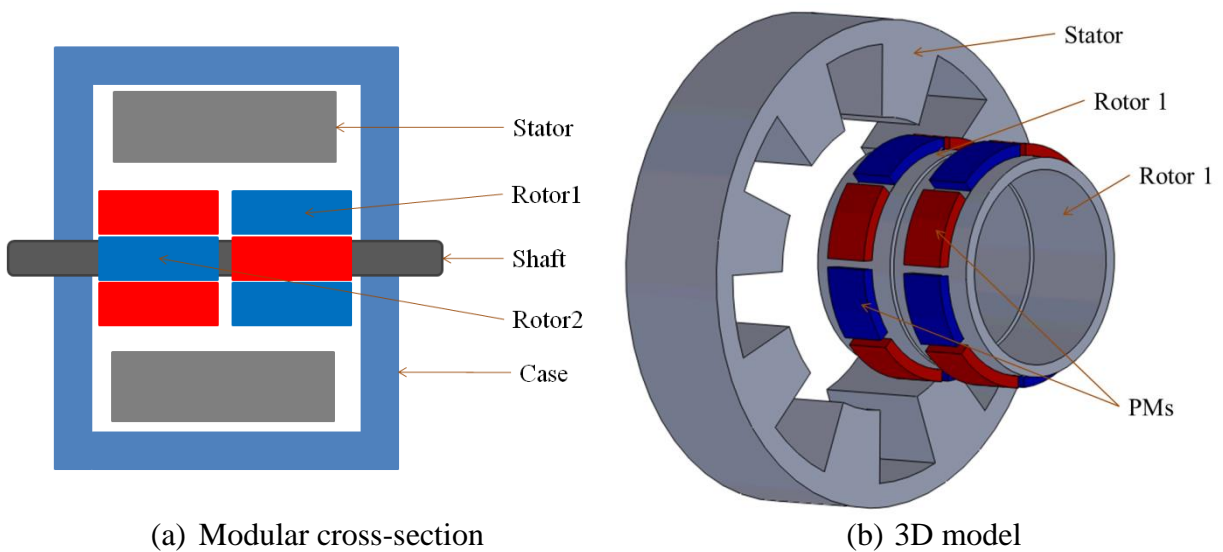 Stator
Rotor1
Shaft
Rotor2
Case
Stator
Rotor 1
Rotor 1
PMs
(a) Modular cross-section
(b) 3D model